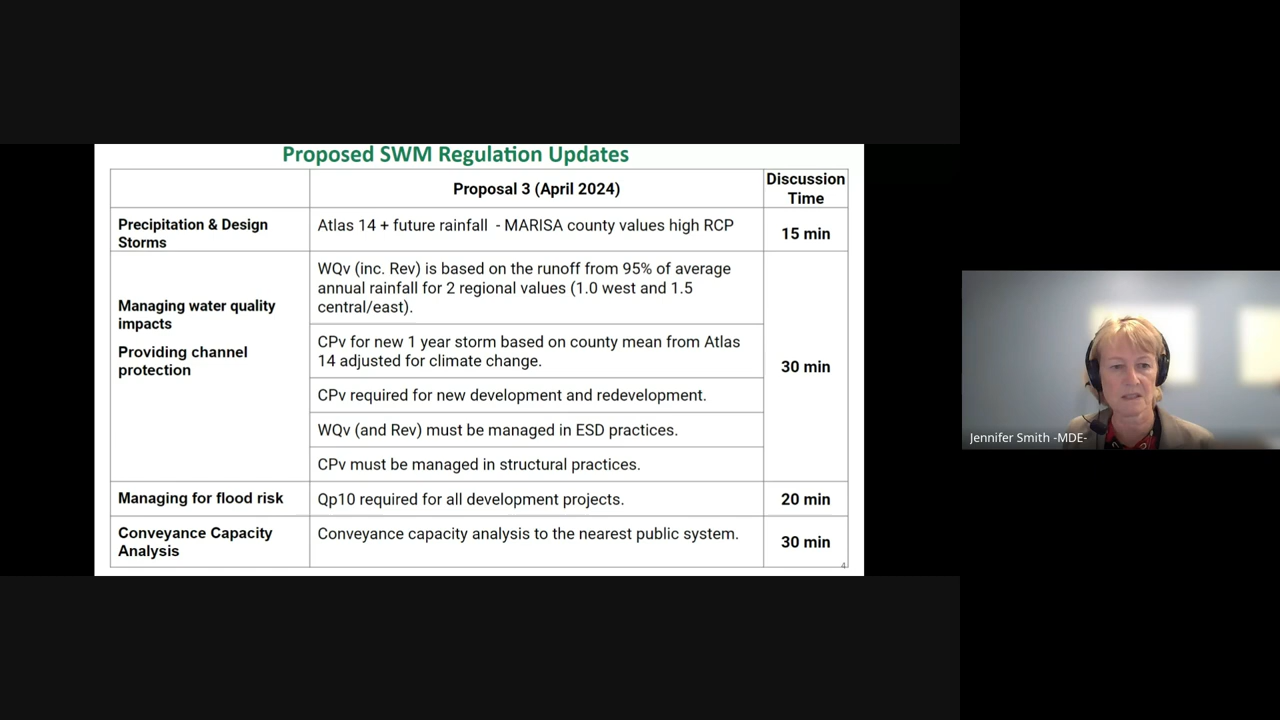 Proposed SWM Regulation Updates
Proposal 3 (April 2024)
Discussion
Time
Precipitation & Design
Storms
Atlas 14 + future rainfall - MARISA county values high RCP
15 min
Managing water quality
impacts
Providing channel
protection
WQv (inc. Rev) is based on the runoff from 95% of average
annual rainfall for 2 regional values (1.0 west and 1.5
central/east).
CPv for new 1 year storm based on county mean from Atlas
14 adjusted for climate change.
CPv required for new development and redevelopment.
WQv (and Rev) must be managed in ESD practices.
CPv must be managed in structural practices.
30 min
Managing for flood risk
Qp10 required for all development projects.
20 min
Conveyance Capacity
Analysis
Conveyance capacity analysis to the nearest public system.
30 min
4
Jennifer Smith -MDE-